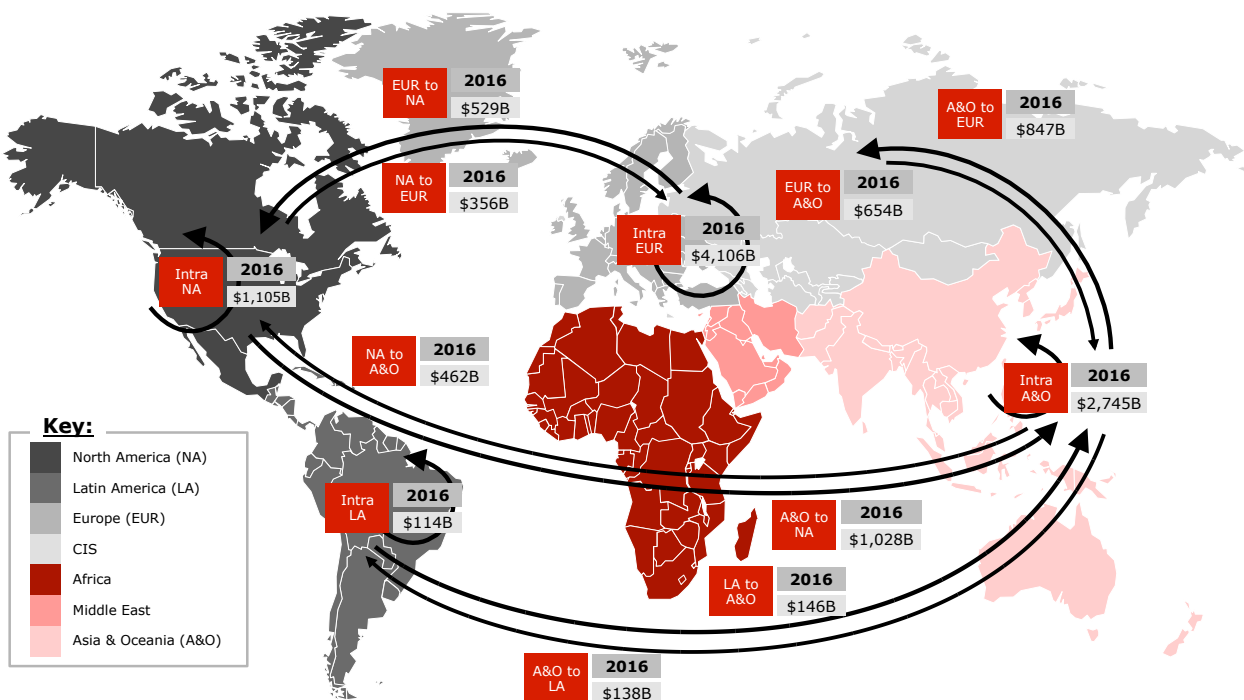 EUR to
NA
2016
$529B
A&O to
EUR
2016
$847B
NA to
EUR
2016
$356B
EUR to
A&O
2016
$654B
Intra
EUR
2016
$4,106B
Intra
NA
2016
$1,105B
NA to
A&O
2016
$462B
Intra
A&O
2016
$2,745B
Key:
North America (NA)
Latin America (LA)
Europe (EUR)
CIS
Africa
Middle East
Asia & Oceania (A&O)
Intra
LA
2016
$114B
A&O to
NA
2016
$1,028B
LA to
A&O
2016
$146B
A&O to
LA
2016
$138B